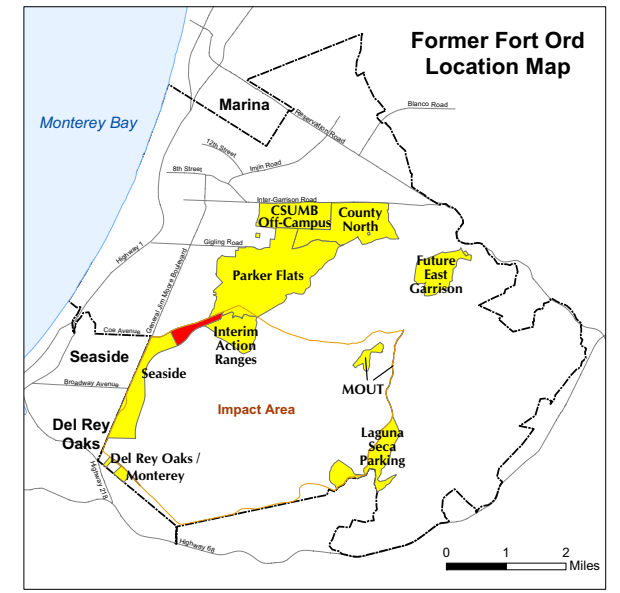 Former Fort Ord
Location Map
Marina
Blanco Road
Monterey Bay
Reservation Road
12th Street
Imjin Road
8th Street
Inter-Garrison Road
CSUMB
Off-Campus
County
North
Gigling Road
Highway 1
General Jim Moore Boulevard
Parker Flats
Future
East
Garrison
Coe Avenue
Interim
Action
Ranges
Seaside
Seaside
Broadway Avenue
MOUT
Impact Area
Del Rey
Oaks
Laguna
Seca
Parking
Del Rey Oaks /
Monterey
Highway 218
Highway 68
0 1 2
Miles